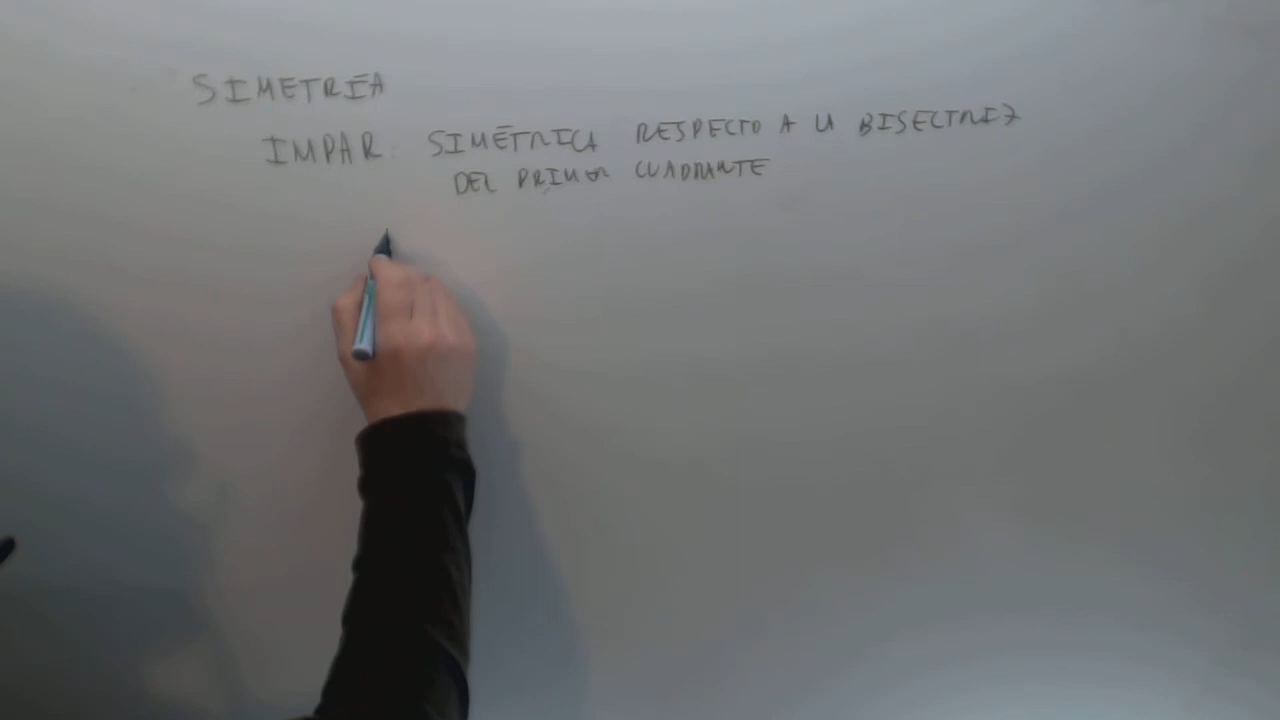 SIMETRÍA
IMPAR: SIMÉTRICA RESPECTO A LA BISECTRIZ
DEL PRIMER CUADRANTE